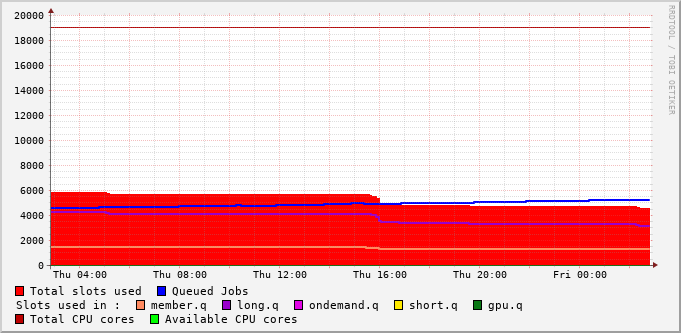 RRDTOOL / TOBI OETIKER
20000
18000
16000
14000
12000
10000
8000
6000
4000
2000
0
Thu 04:00 Thu 08:00 Thu 12:00 Thu 16:00 Thu 20:00 Fri 00:00
Total slots used Queued Jobs
Slots used in : member.q long.q ondemand.q short.q gpu.q
Total CPU cores Available CPU cores